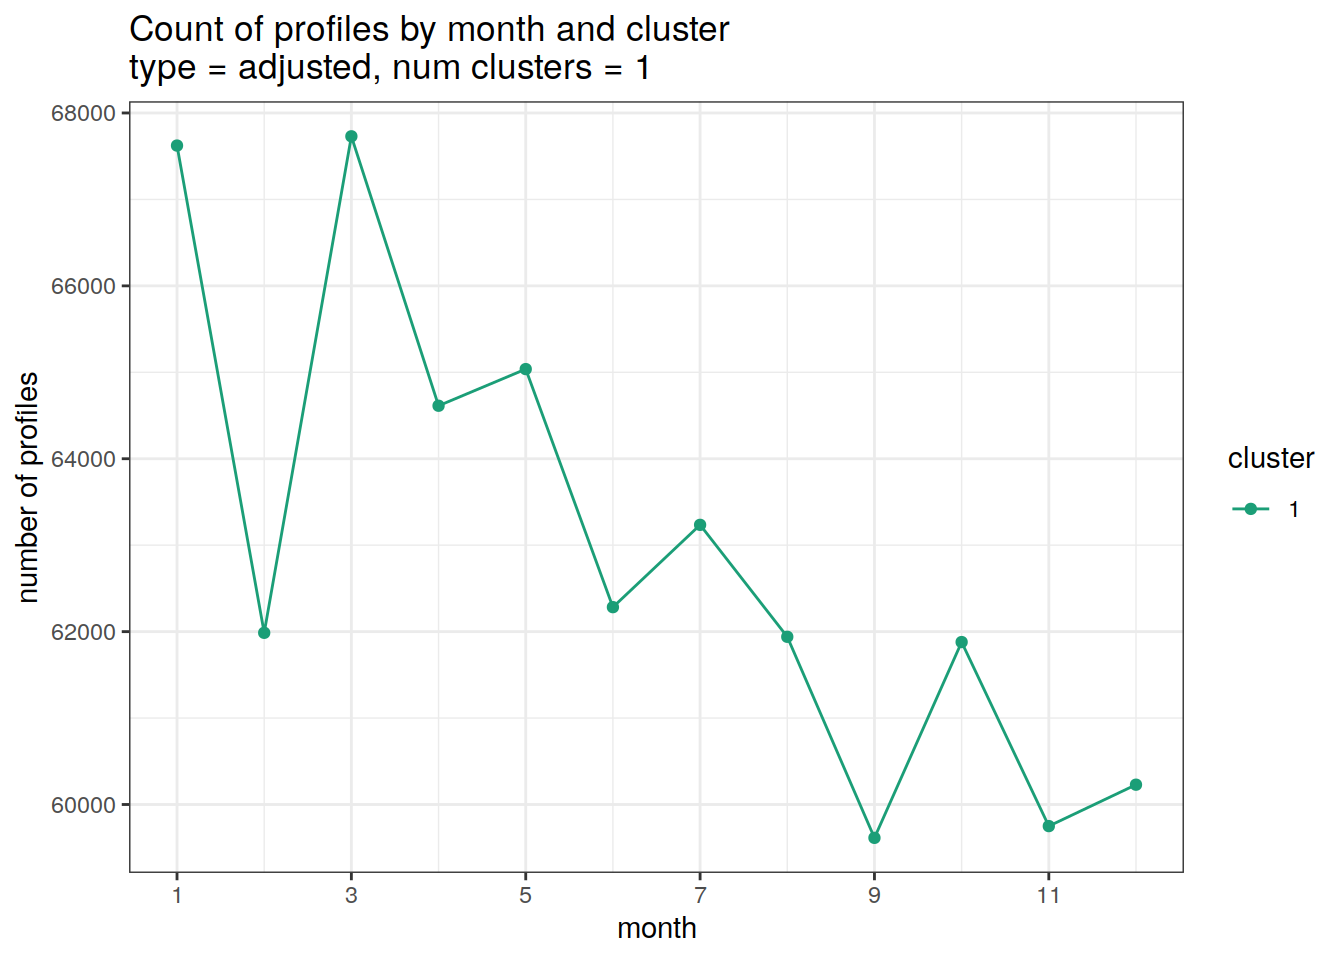 Count of profiles by month and cluster
type = adjusted, num clusters = 1
68000
66000
64000
62000
60000
number of profiles
1 3 5 7 9 11
month
cluster
1